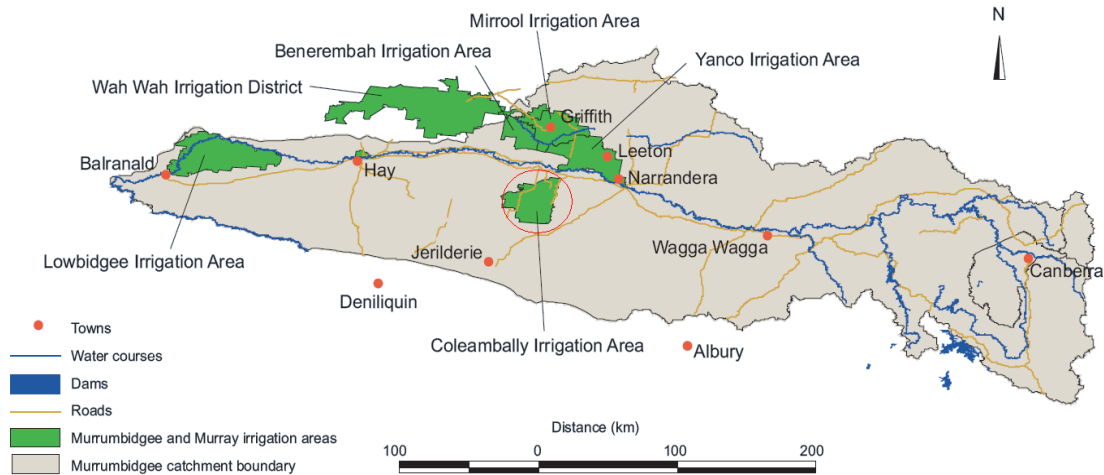 Mirrool Irrigation Area
N
Benerembah Irrigation Area
Yanco Irrigation Area
Wah Wah Irrigation District
Griffith
Leeton
Balranald
Hay
Narrandera
Wagga Wagga
Jerilderie
Lowbidgee Irrigation Area
Canberra
Deniliquin
Coleambally Irrigation Area
Albury
Towns
Water courses
Dams
Roads
Murrumbidgee and Murray irrigation areas
Murrumbidgee catchment boundary
Distance (km)
100 0 100 200